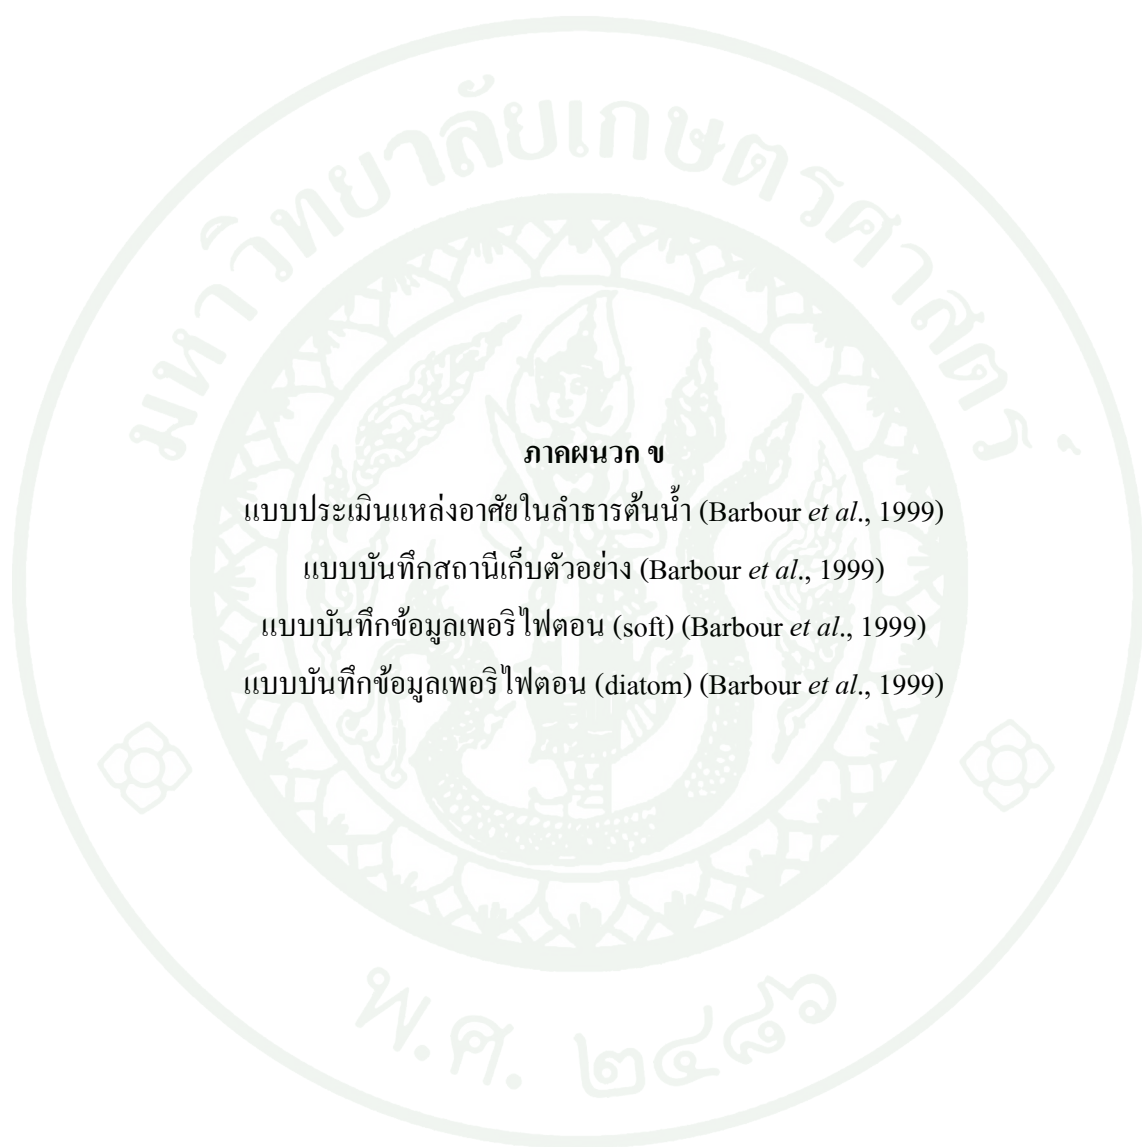 มหาวิทยาลัยเกษตรศาสตร์
ภาคผนวก ข
แบบประเมินแหล่งอาศัยในลำธารต้นน้ำ (Barbour et al., 1999)
แบบบันทึกสถานีเก็บตัวอย่าง (Barbour et al., 1999)
แบบบันทึกข้อมูลเพอริไฟตอน (soft) (Barbour et al., 1999)
แบบบันทึกข้อมูลเพอริไฟตอน (diatom) (Barbour et al., 1999)
พ.ศ. ๒๔๘๖